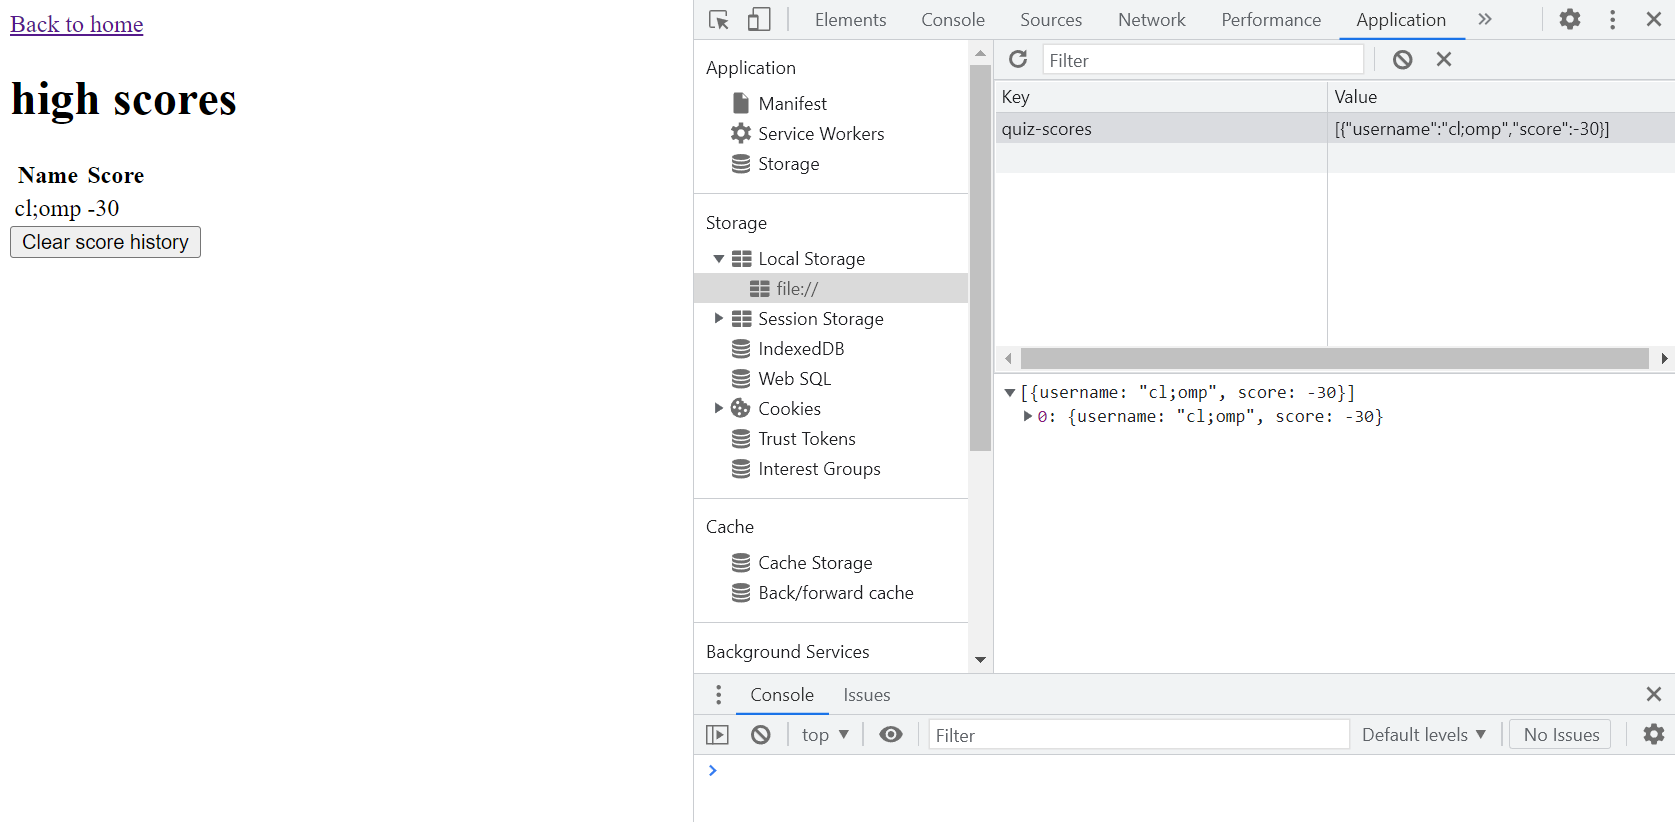 Back to home
high scores
Name Score
cl;omp -30
Clear score history
Elements Console Sources Network Performance Application »
Application
Manifest
Service Workers
Storage
Storage
Local Storage
file://
Session Storage
IndexedDB
Web SQL
Cookies
Trust Tokens
Interest Groups
Cache
Cache Storage
Back/forward cache
Background Services
Filter
Key Value
quiz-scores [{"username":"cl;omp","score":-30}]
[{username: "cl;omp", score: -30}]
0: {username: "cl;omp", score: -30}
Console Issues
top Filter Default levels No Issues